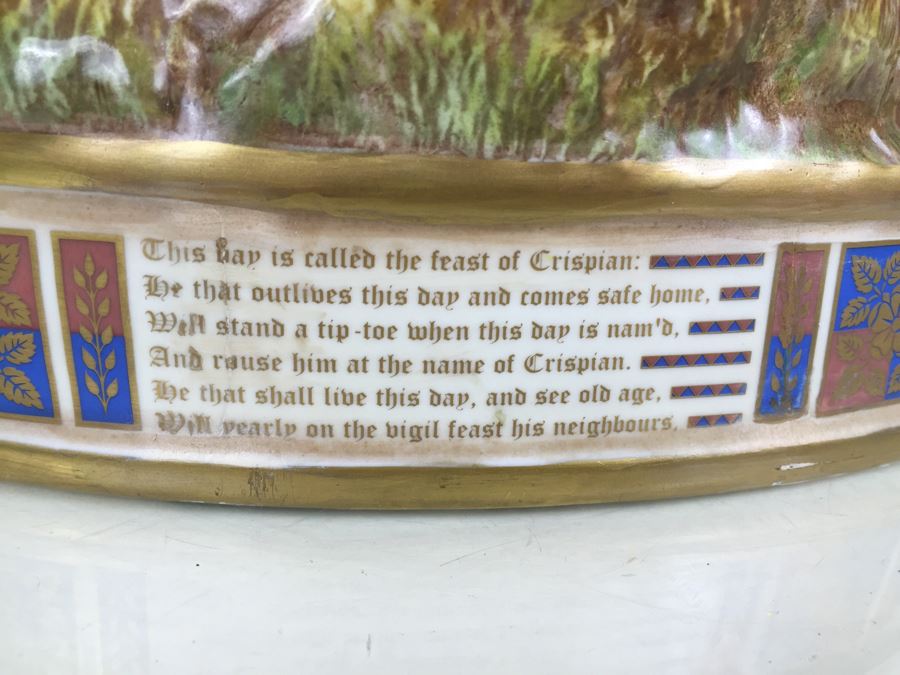 This day is called the feast of Crispian:
He that outlives this day and comes safe home,
Will stand a tip-toe when this day is nam'd,
And rouse him at the name of Crispian.
He that shall live this day, and see old age,
Will yearly on the vigil feast his neighbours,